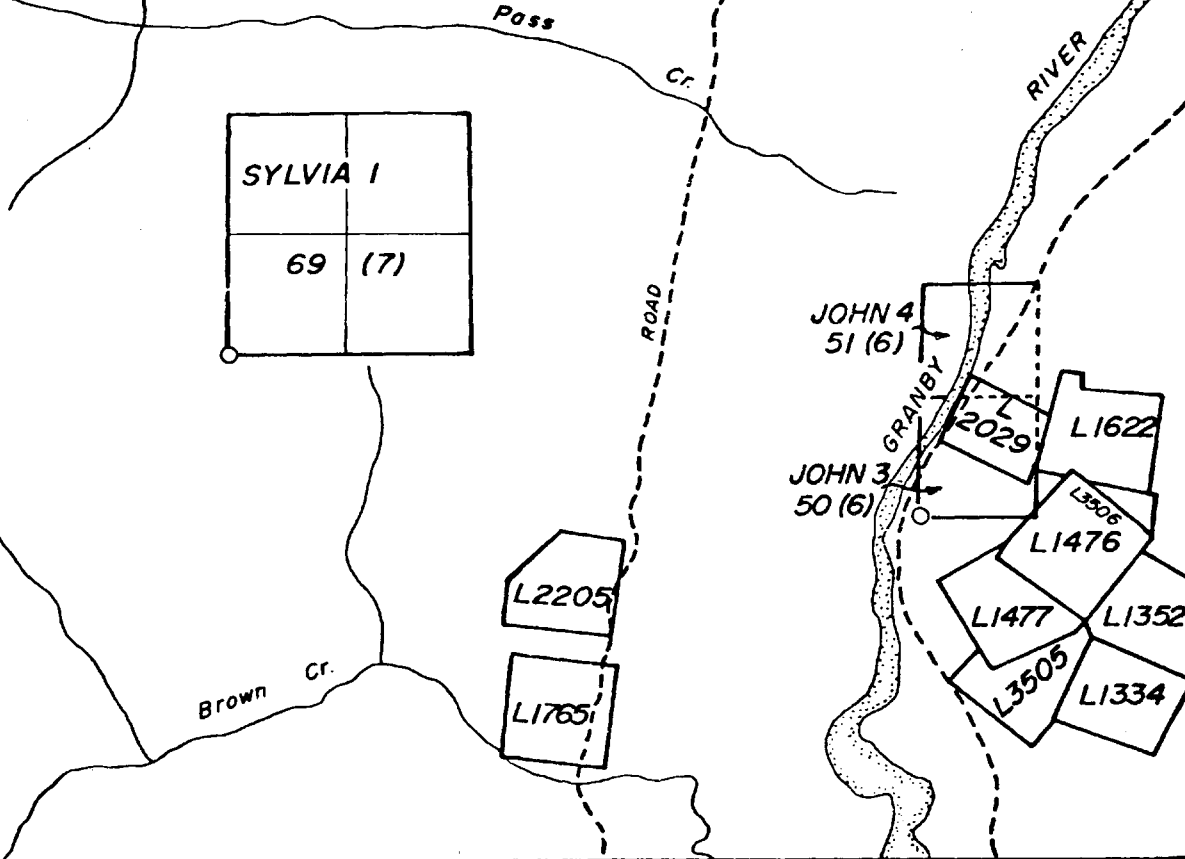 Pass
Cr.
RIVER
SYLVIA 1
69 (7)
ROAD
JOHN 4
51 (6)
GRANBY
L
2029
L1622
JOHN 3
50 (6)
L3506
L1476
L2205
L1477
L1352
Brown Cr.
L3505
L1334
L1765